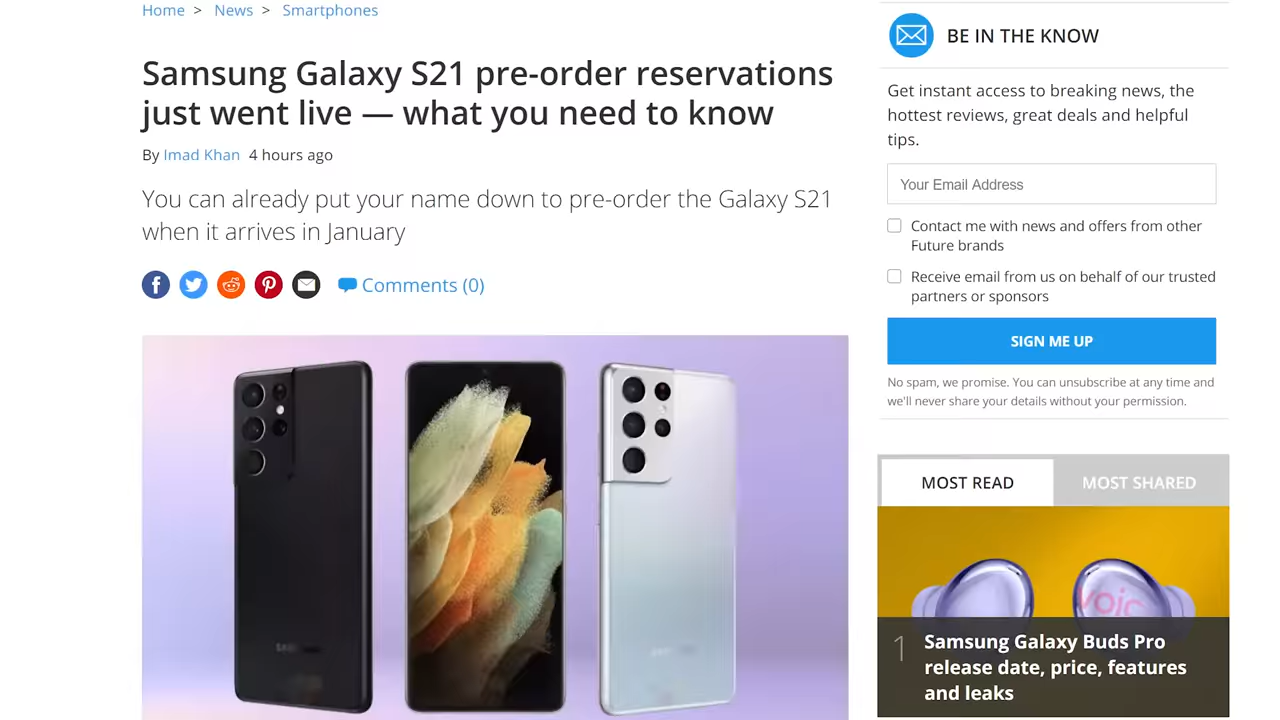 Home > News > Smartphones
Samsung Galaxy S21 pre-order reservations
just went live — what you need to know
By Imad Khan 4 hours ago
You can already put your name down to pre-order the Galaxy S21
when it arrives in January
Comments (0)
BE IN THE KNOW
Get instant access to breaking news, the
hottest reviews, great deals and helpful
tips.
Your Email Address
Contact me with news and offers from other
Future brands
Receive email from us on behalf of our trusted
partners or sponsors
SIGN ME UP
No spam, we promise. You can unsubscribe at any time and
we'll never share your details without your permission.
MOST READ
MOST SHARED
1
Samsung Galaxy Buds Pro
release date, price, features
and leaks